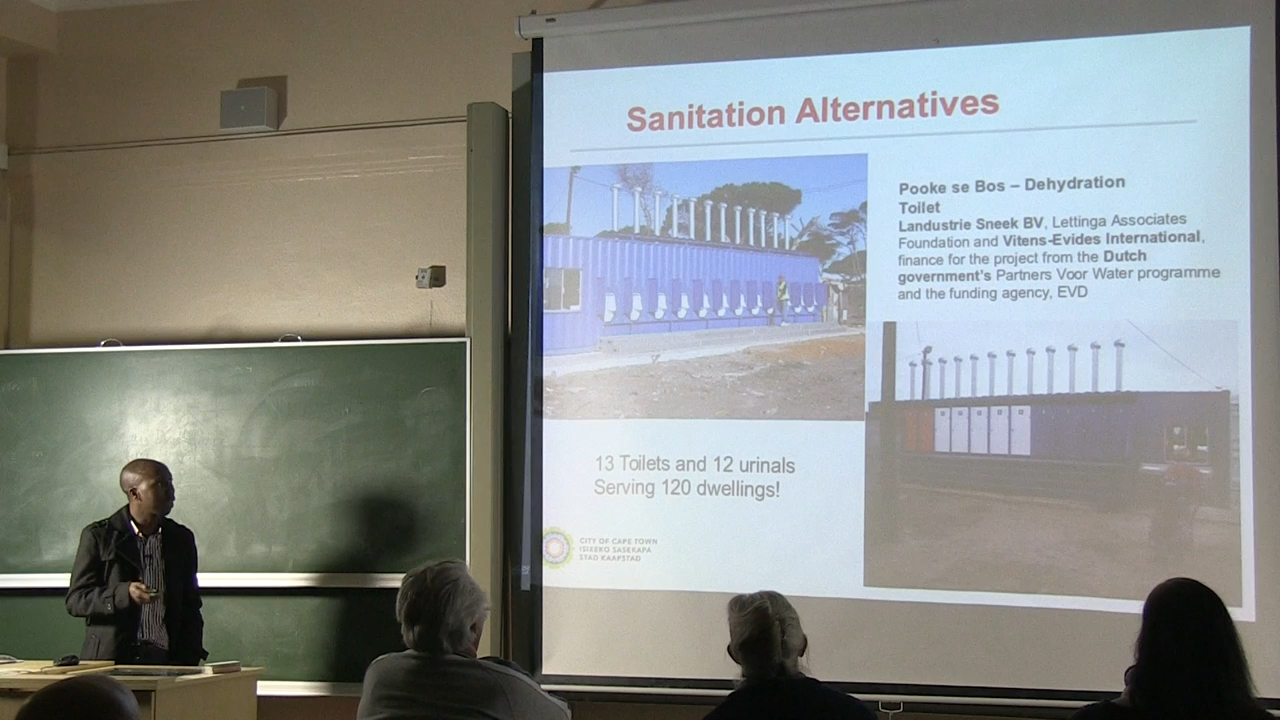 Sanitation Alternatives
Pooke se Bos – Dehydration
Toilet
Landustrie Sneek BV, Lettinga Associates
Foundation and Vitens-Evides International,
finance for the project from the Dutch
government's Partners Voor Water programme
and the funding agency, EVD
13 Toilets and 12 urinals
Serving 120 dwellings!
CITY OF CAPE TOWN
ISIXEKO SASEKAPA
STAD KAAPSTAD